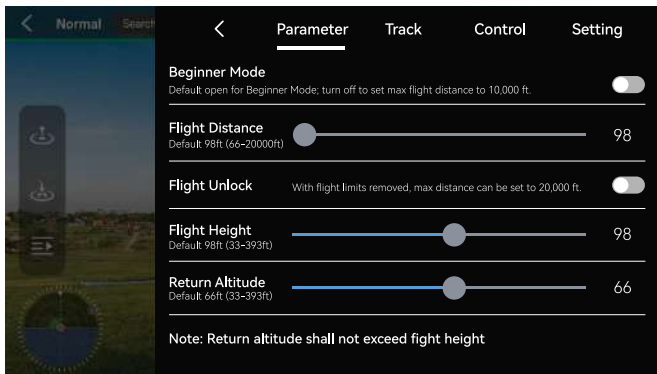 Normal
Search
Parameter Track Control Setting
Beginner Mode
Default open for Beginner Mode; turn off to set max flight distance to 10,000 ft.
Flight Distance
Default 98ft (66-20000ft)
98
Flight Unlock
With flight limits removed, max distance can be set to 20,000 ft.
Flight Height
Default 98ft (33-393ft)
98
Return Altitude
Default 66ft (33-393ft)
66
Note: Return altitude shall not exceed fight height